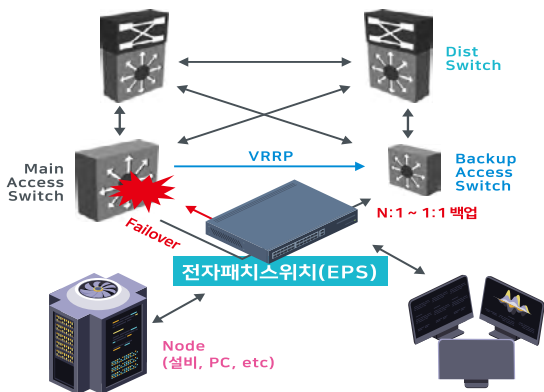 Dist
Switch
Main
Access
Switch
VRRP
Backup
Access
Switch
N:1 ~ 1:1 백업
Failover
전자패치스위치(EPS)
Node
(설비, PC, etc)